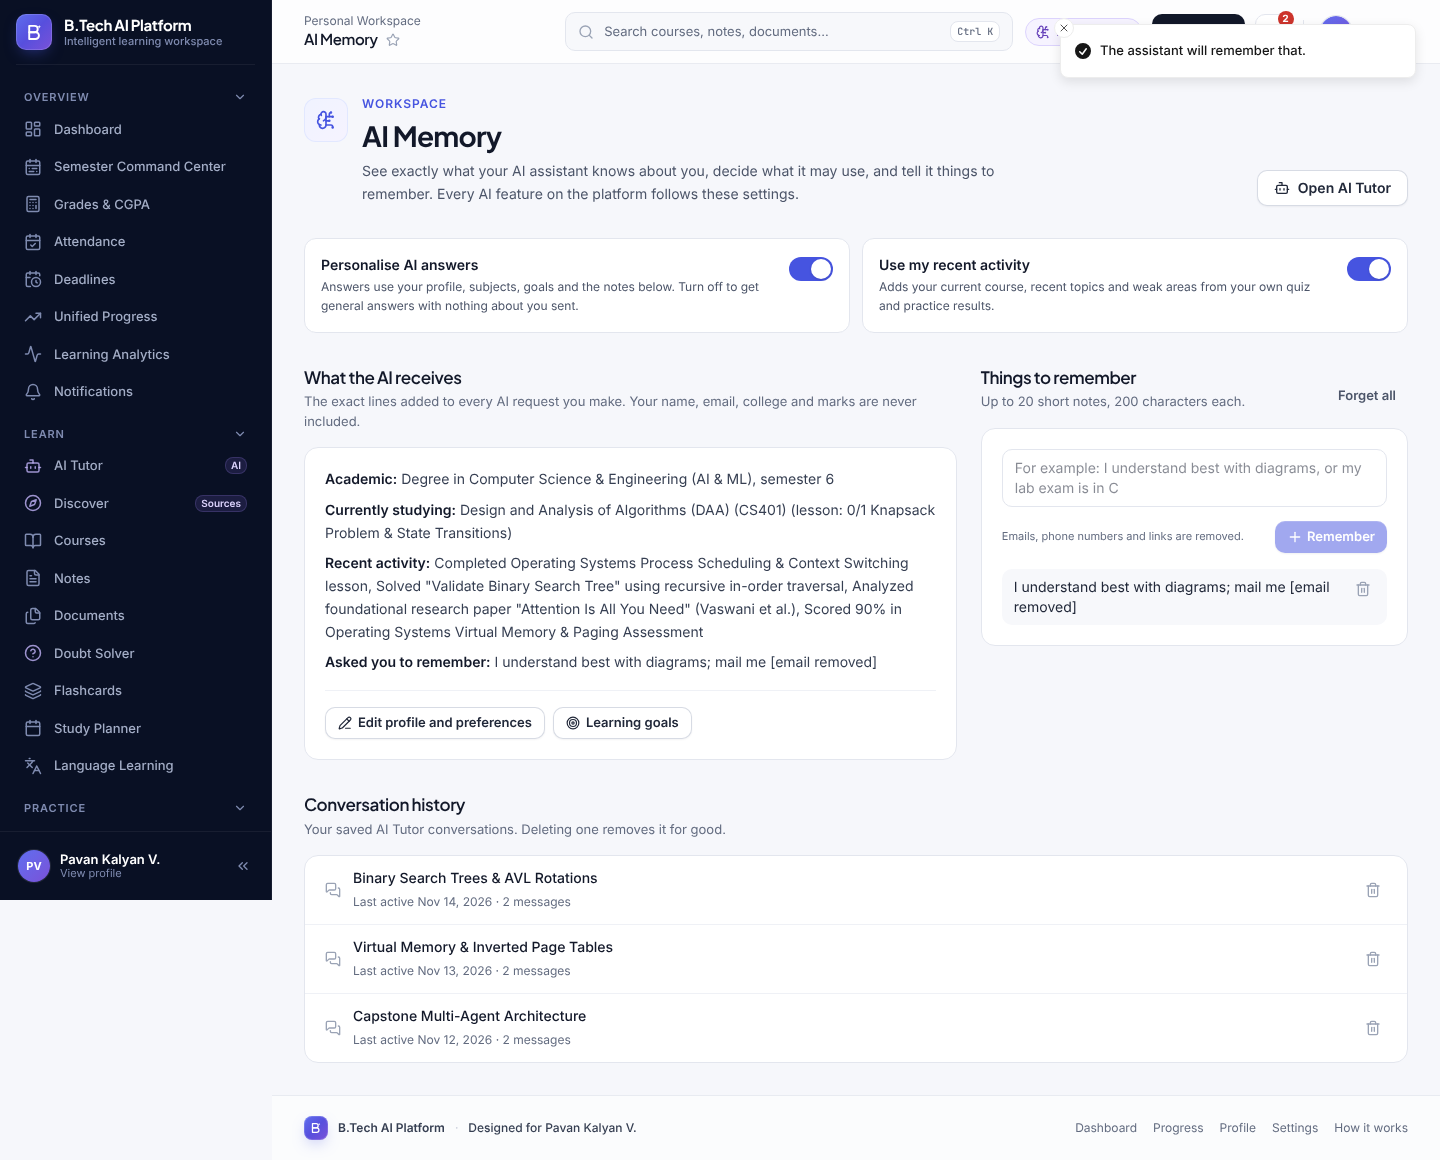 B.Tech AI Platform
Intelligent learning workspace
OVERVIEW
Dashboard
Semester Command Center
Grades & CGPA
Attendance
Deadlines
Unified Progress
Learning Analytics
Notifications
LEARN
AI Tutor
AI
Discover
Sources
Courses
Notes
Documents
Doubt Solver
Flashcards
Study Planner
Language Learning
PRACTICE
PV
Pavan Kalyan V.
View profile
Personal Workspace
AI Memory
Search courses, notes, documents...
Ctrl K
2
The assistant will remember that.
WORKSPACE
AI Memory
See exactly what your AI assistant knows about you, decide what it may use, and tell it things to
remember. Every AI feature on the platform follows these settings.
Open AI Tutor
Personalise AI answers
Answers use your profile, subjects, goals and the notes below. Turn off to get
general answers with nothing about you sent.
Use my recent activity
Adds your current course, recent topics and weak areas from your own quiz
and practice results.
What the AI receives
The exact lines added to every AI request you make. Your name, email, college and marks are never
included.
Academic: Degree in Computer Science & Engineering (AI & ML), semester 6
Currently studying: Design and Analysis of Algorithms (DAA) (CS401) (lesson: 0/1 Knapsack
Problem & State Transitions)
Recent activity: Completed Operating Systems Process Scheduling & Context Switching
lesson, Solved "Validate Binary Search Tree" using recursive in-order traversal, Analyzed
foundational research paper "Attention Is All You Need" (Vaswani et al.), Scored 90% in
Operating Systems Virtual Memory & Paging Assessment
Asked you to remember: I understand best with diagrams; mail me [email removed]
Edit profile and preferences
Learning goals
Things to remember
Up to 20 short notes, 200 characters each.
Forget all
For example: I understand best with diagrams, or my
lab exam is in C
Emails, phone numbers and links are removed.
Remember
I understand best with diagrams; mail me [email
removed]
Conversation history
Your saved AI Tutor conversations. Deleting one removes it for good.
Binary Search Trees & AVL Rotations
Last active Nov 14, 2026 · 2 messages
Virtual Memory & Inverted Page Tables
Last active Nov 13, 2026 · 2 messages
Capstone Multi-Agent Architecture
Last active Nov 12, 2026 · 2 messages
B.Tech AI Platform · Designed for Pavan Kalyan V.
Dashboard Progress Profile Settings How it works